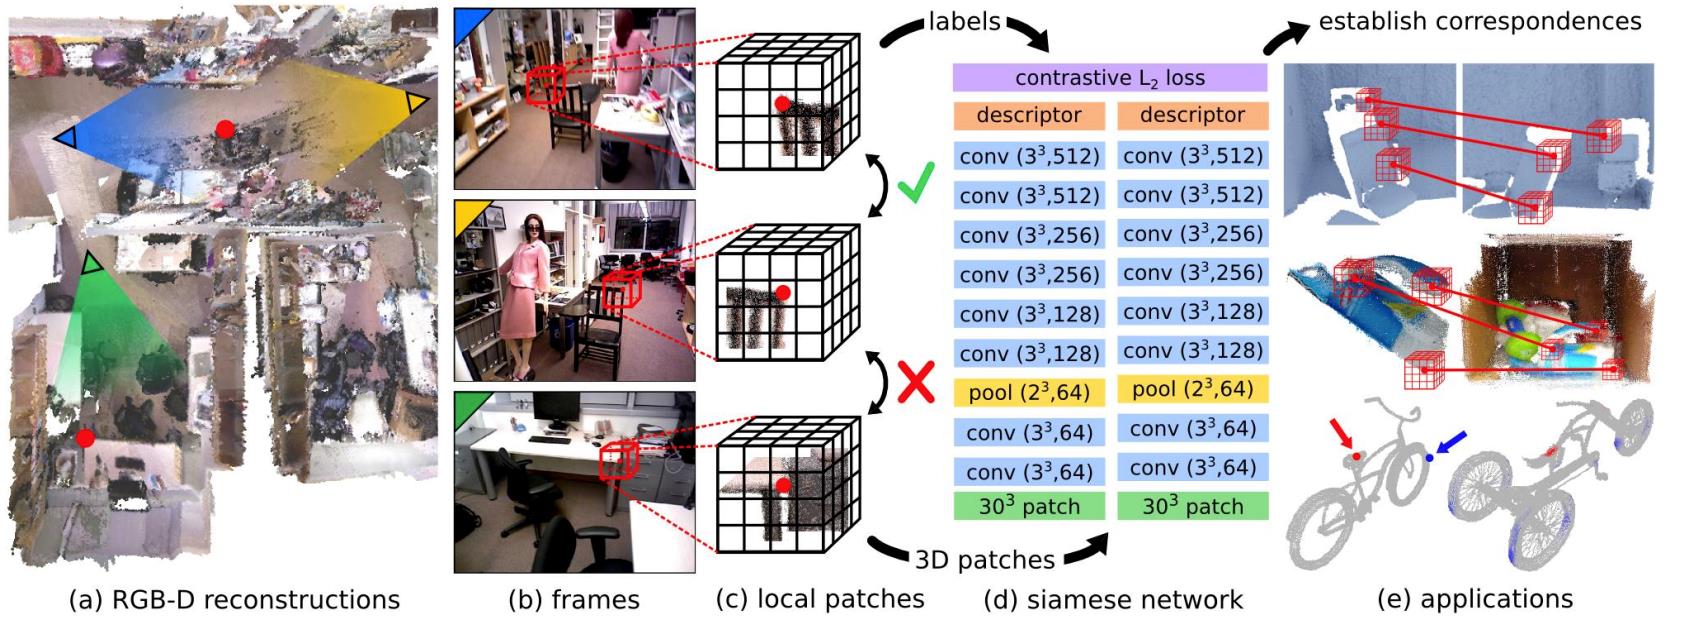 labels
establish correspondences
contrastive L₂ loss
descriptor descriptor
conv (3³,512) conv (3³,512)
conv (3³,512) conv (3³,512)
conv (3³,256) conv (3³,256)
conv (3³,256) conv (3³,256)
conv (3³,128) conv (3³,128)
conv (3³,128) conv (3³,128)
pool (2³,64) pool (2³,64)
conv (3³,64) conv (3³,64)
conv (3³,64) conv (3³,64)
30³ patch 30³ patch
3D patches
(a) RGB-D reconstructions
(b) frames
(c) local patches
(d) siamese network
(e) applications